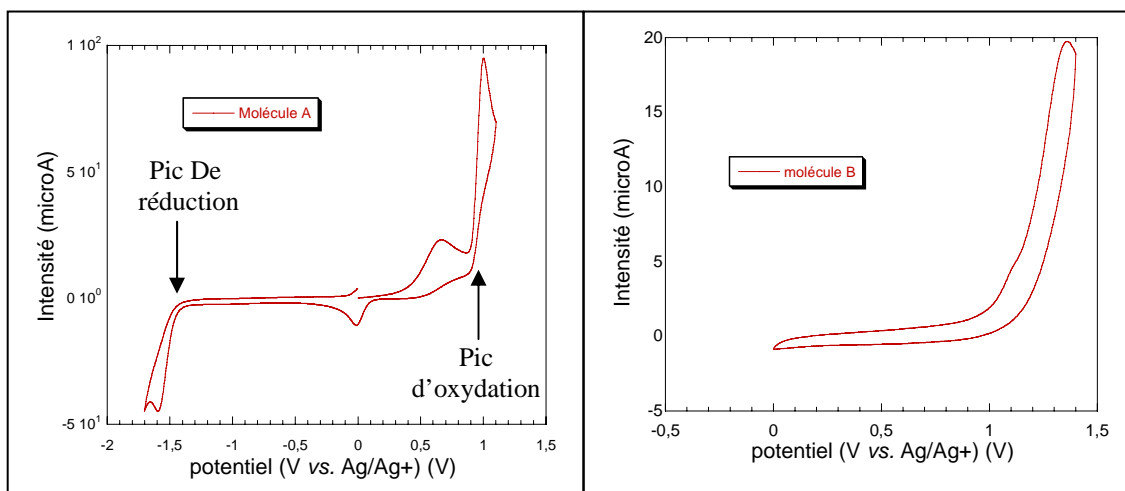 1 10²
5 10¹
0 10⁰
-5 10¹
Intensité (microA)
Molécule A
Pic De
réduction
Pic
d'oxydation
-2
-1,5
-1
-0,5
0
0,5
1
1,5
potentiel (V vs. Ag/Ag+) (V)
20
15
10
5
0
-5
Intensité (microA)
molécule B
-0,5
0
0,5
1
1,5
potentiel (V vs. Ag/Ag+) (V)